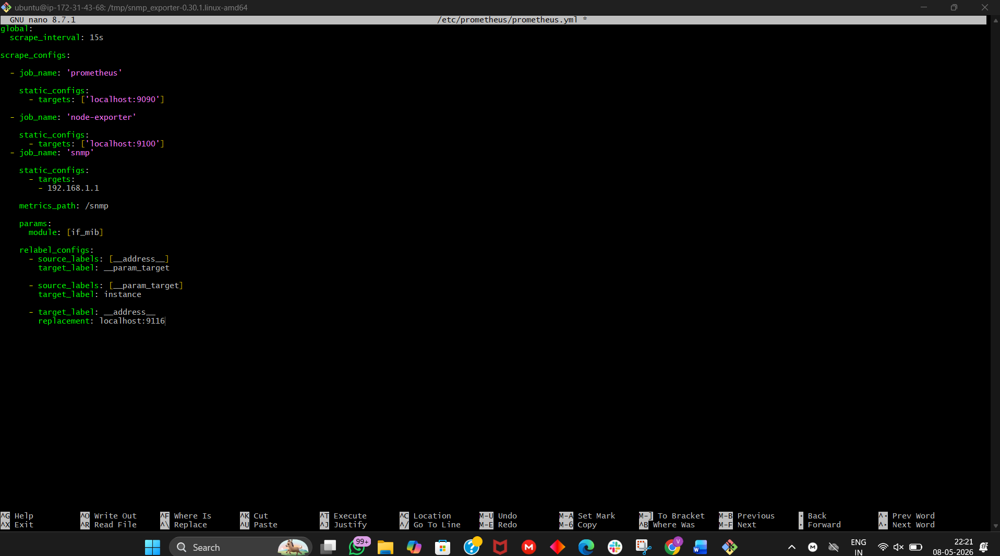 ubuntu@ip-172-31-43-68: /tmp/snmp_exporter-0.30.1.linux-amd64
GNU nano 8.7.1 /etc/prometheus/prometheus.yml *
global:
  scrape_interval: 15s

scrape_configs:

  - job_name: 'prometheus'

    static_configs:
      - targets: ['localhost:9090']

  - job_name: 'node-exporter'

    static_configs:
      - targets: ['localhost:9100']
  - job_name: 'snmp'

    static_configs:
      - targets:
        - 192.168.1.1

    metrics_path: /snmp

    params:
      module: [if_mib]

    relabel_configs:
      - source_labels: [__address__]
        target_label: __param_target

      - source_labels: [__param_target]
        target_label: instance

      - target_label: __address__
        replacement: localhost:9116

^G Help ^O Write Out ^F Where Is ^K Cut ^T Execute ^C Location M-U Undo M-A Set Mark M-] To Bracket M-B Previous ◂ Back ^◂ Prev Word
^X Exit ^R Read File ^\ Replace ^U Paste ^J Justify ^/ Go To Line M-E Redo M-6 Copy ^B Where Was M-F Next ▸ Forward ^▸ Next Word
Search 99+ V ENG 22:21
IN 08-05-2026